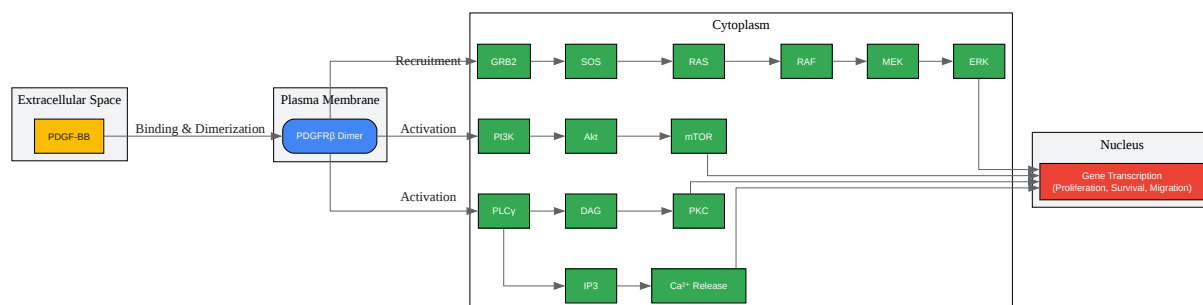 Cytoplasm
Recruitment
GRB2
SOS
RAS
RAF
MEK
ERK
Extracellular Space
PDGF-BB
Binding & Dimerization
Plasma Membrane
PDGFRβ Dimer
Activation
PI3K
Akt
mTOR
Nucleus
Gene Transcription
(Proliferation, Survival, Migration)
Activation
PLCγ
DAG
PKC
IP3
Ca²⁺ Release